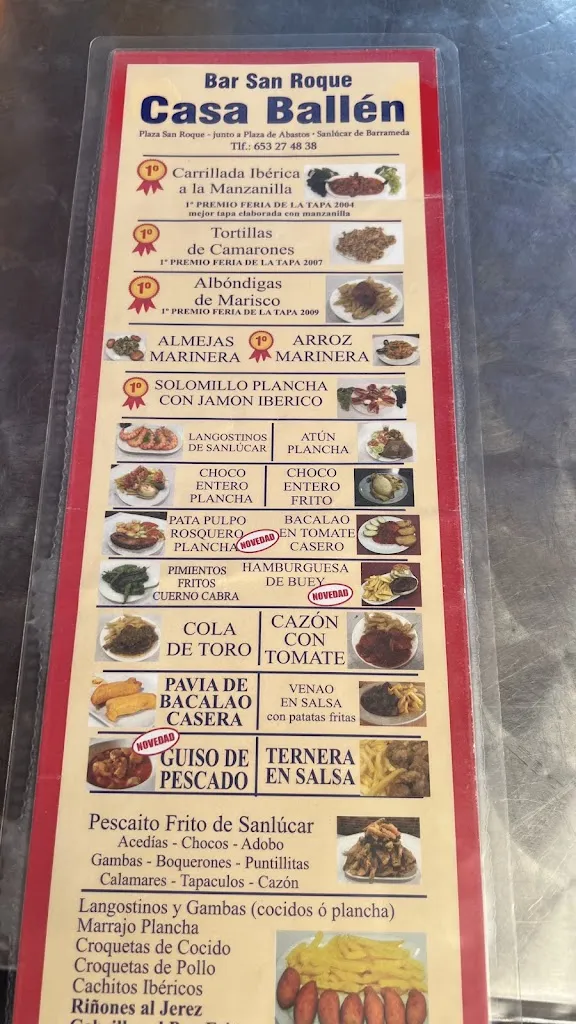 Bar San Roque
Casa Ballén
Plaza San Roque - junto a Plaza de Abastos · Sanlúcar de Barrameda
Tlf.: 653 27 48 38
1º
Carrillada Ibérica
a la Manzanilla
1º PREMIO FERIA DE LA TAPA 2004
mejor tapa elaborada con manzanilla
1º
Tortillas
de Camarones
1º PREMIO FERIA DE LA TAPA 2007
1º
Albóndigas
de Marisco
1º PREMIO FERIA DE LA TAPA 2009
ALMEJAS
MARINERA
1º
ARROZ
MARINERA
1º
SOLOMILLO PLANCHA
CON JAMON IBERICO
LANGOSTINOS
DE SANLÚCAR
ATÚN
PLANCHA
CHOCO
ENTERO
PLANCHA
CHOCO
ENTERO
FRITO
PATA PULPO
ROSQUERO
PLANCHA
NOVEDAD
BACALAO
EN TOMATE
CASERO
PIMIENTOS
FRITOS
CUERNO CABRA
HAMBURGUESA
DE BUEY
NOVEDAD
COLA
DE TORO
CAZÓN
CON
TOMATE
PAVIA DE
BACALAO
CASERA
VENAO
EN SALSA
con patatas fritas
NOVEDAD
GUISO DE
PESCADO
TERNERA
EN SALSA
Pescaito Frito de Sanlúcar
Acedías - Chocos - Adobo
Gambas - Boquerones - Puntillitas
Calamares - Tapaculos - Cazón
Langostinos y Gambas (cocidos ó plancha)
Marrajo Plancha
Croquetas de Cocido
Croquetas de Pollo
Cachitos Ibéricos
Riñones al Jerez